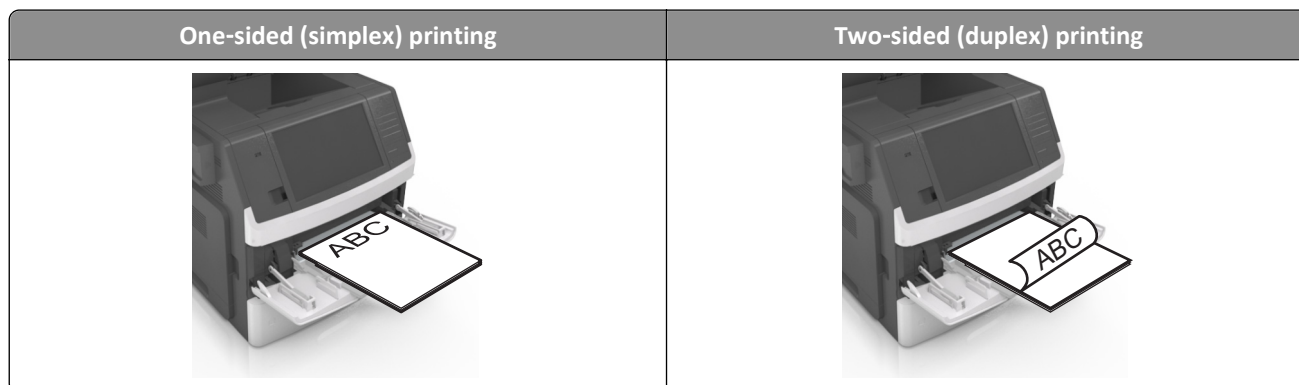 One-sided (simplex) printing
Two-sided (duplex) printing
ABC
ABC